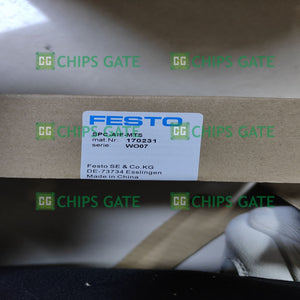 CHIPS GATE
CHIPS GATE
FESTO
SPC-AIF-MTS
mat.Nr: 170231
serie: WO07
CHIPS GATE
CHIPS GATE
Festo SE & Co.KG
DE-73734 Esslingen
Made in China
CHIPS GATE
CHIPS GATE